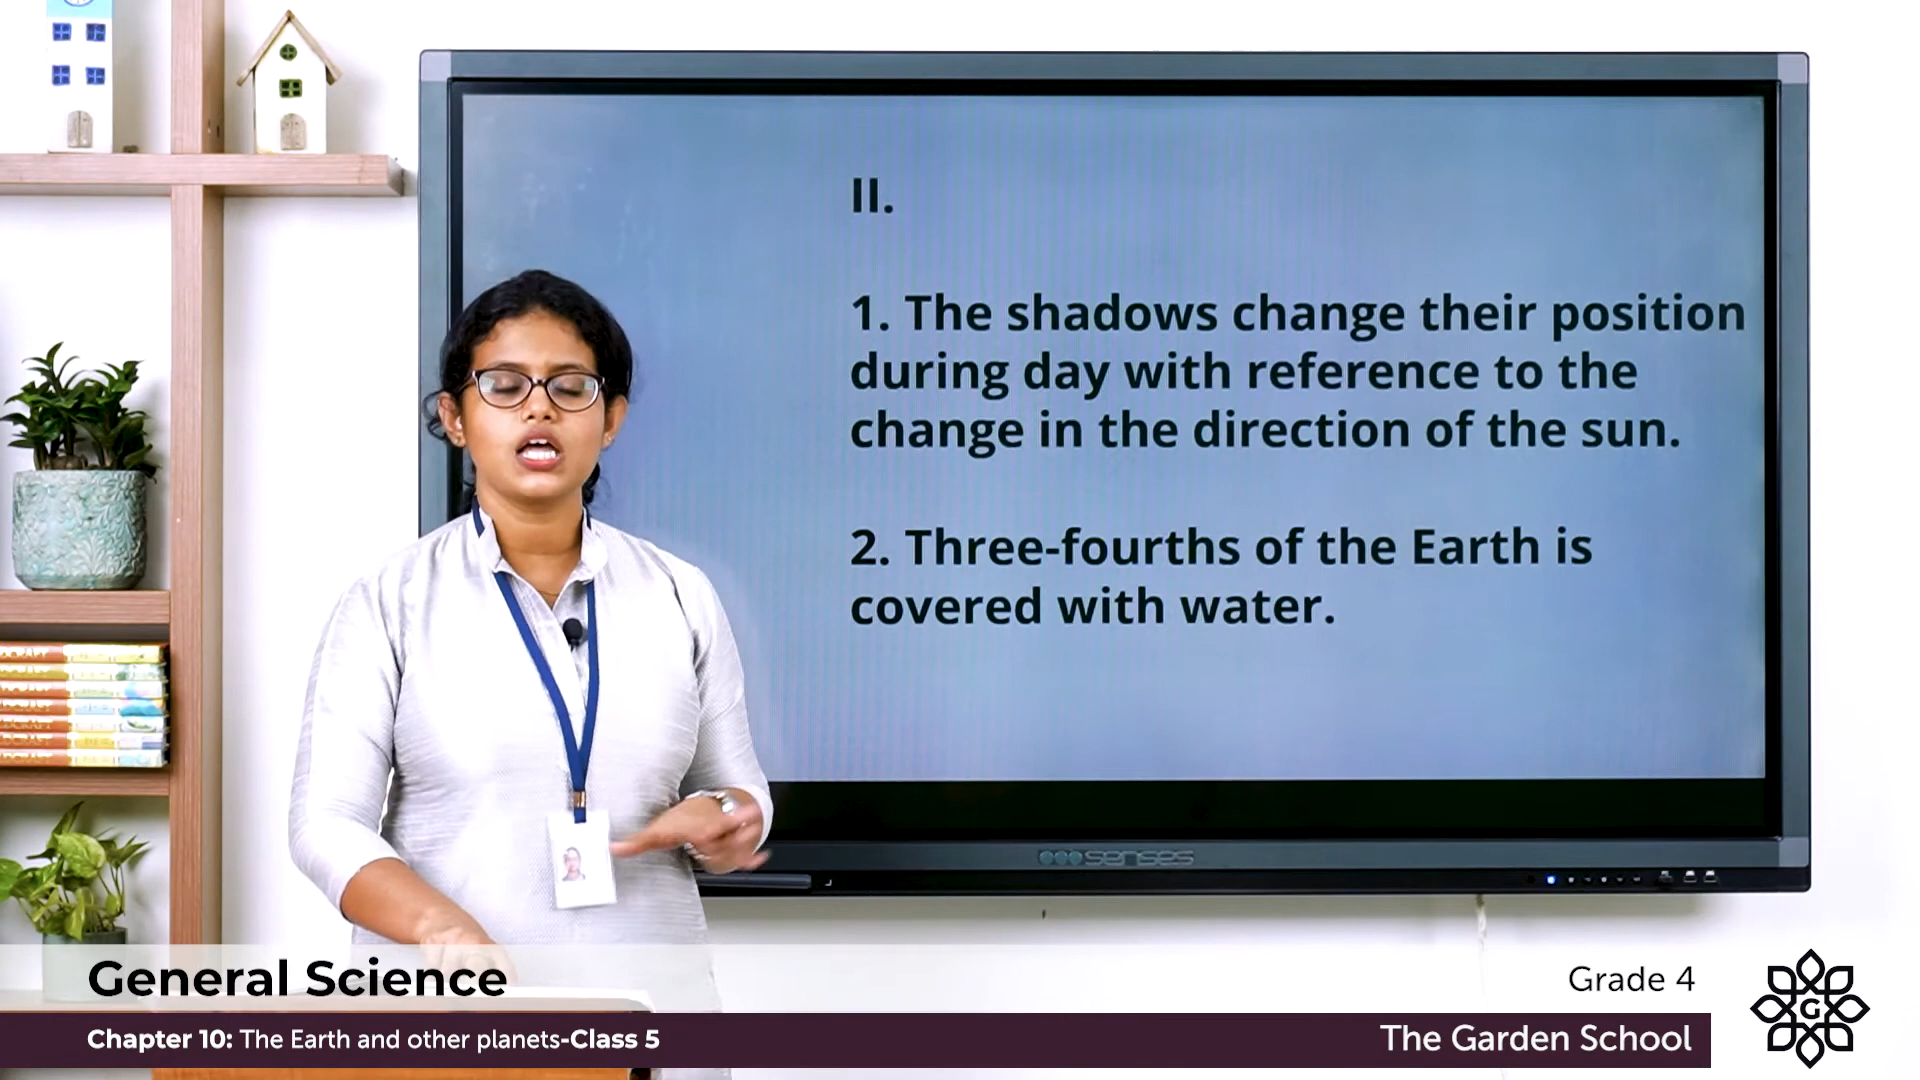 II.
1. The shadows change their position
during day with reference to the
change in the direction of the sun.
2. Three-fourths of the Earth is
covered with water.
senses
General Science
Grade 4
Chapter 10: The Earth and other planets-Class 5
The Garden School
G